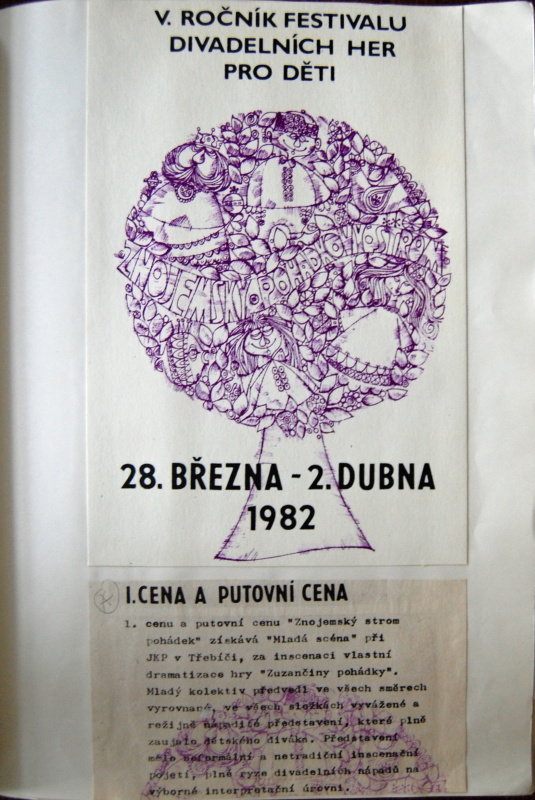 V. ROČNÍK FESTIVALU
DIVADELNÍCH HER
PRO DĚTI
ZNOJEMSKÝ POHÁDKOVÝ STROM
28. BŘEZNA - 2. DUBNA
1982
I. CENA A PUTOVNÍ CENA
1. cenu a putovní cenu "Znojemský strom
pohádek" získává "Mladá scéna" při
JKP v Třebíči, za inscenaci vlastní
dramatizace hry "Zuzančiny pohádky".
Mladý kolektiv předvedl ve všech směrech
vyrovnané, ve všech složkách vyvážené a
režijně nápadité představení, které plně
zaujalo dětského diváka. Představení
mělo neformální a netradiční inscenační
pojetí, plné ryze divadelních nápadů na
výborné interpretační úrovni.